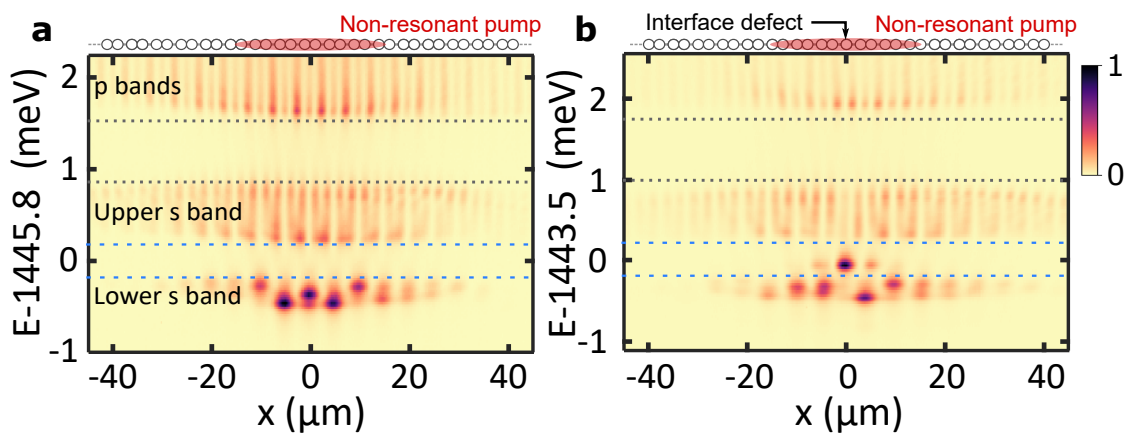 a
Non-resonant pump
p bands
Upper s band
Lower s band
E-1445.8 (meV)
2
1
0
-1
-40
-20
0
20
40
x (μm)
b
Interface defect
Non-resonant pump
E-1443.5 (meV)
2
1
0
-1
-40
-20
0
20
40
x (μm)
1
0